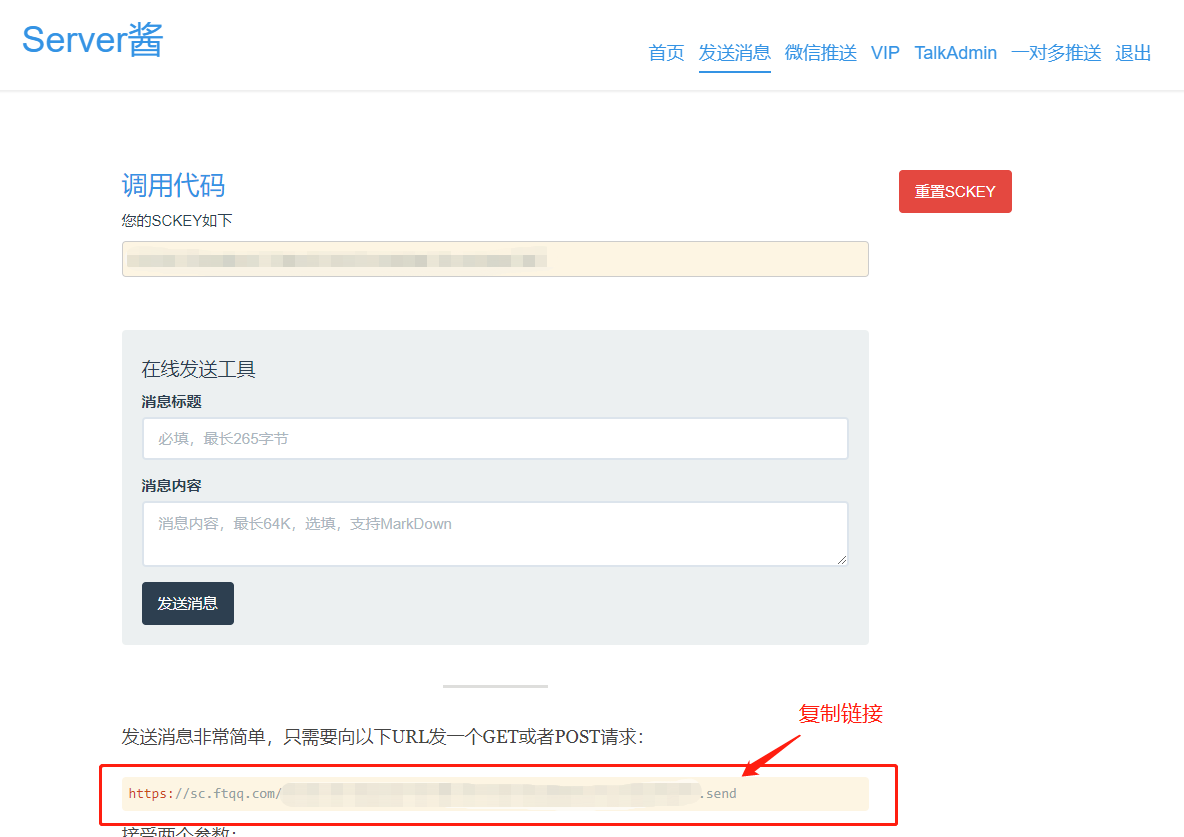 Server酱
首页 发送消息 微信推送 VIP TalkAdmin 一对多推送 退出
调用代码
重置SCKEY
您的SCKEY如下
在线发送工具
消息标题
必填，最长265字节
消息内容
消息内容，最长64K，选填，支持MarkDown
发送消息
复制链接
发送消息非常简单，只需要向以下URL发一个GET或者POST请求：
https://sc.ftqq.com/ .send
接受两个参数：